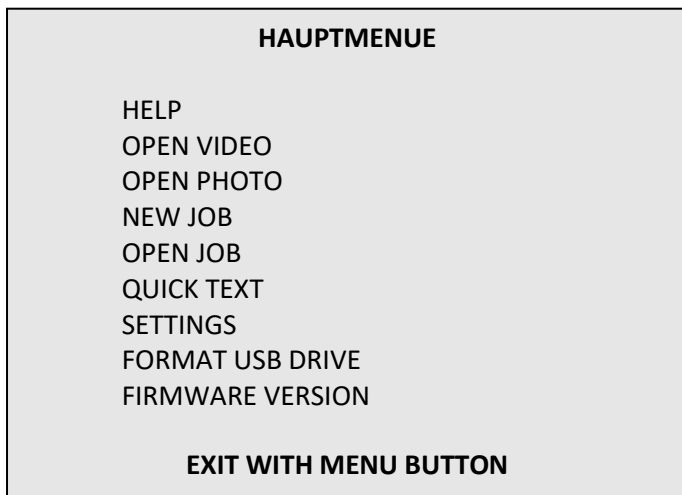 HAUPTMENUE
HELP
OPEN VIDEO
OPEN PHOTO
NEW JOB
OPEN JOB
QUICK TEXT
SETTINGS
FORMAT USB DRIVE
FIRMWARE VERSION
EXIT WITH MENU BUTTON